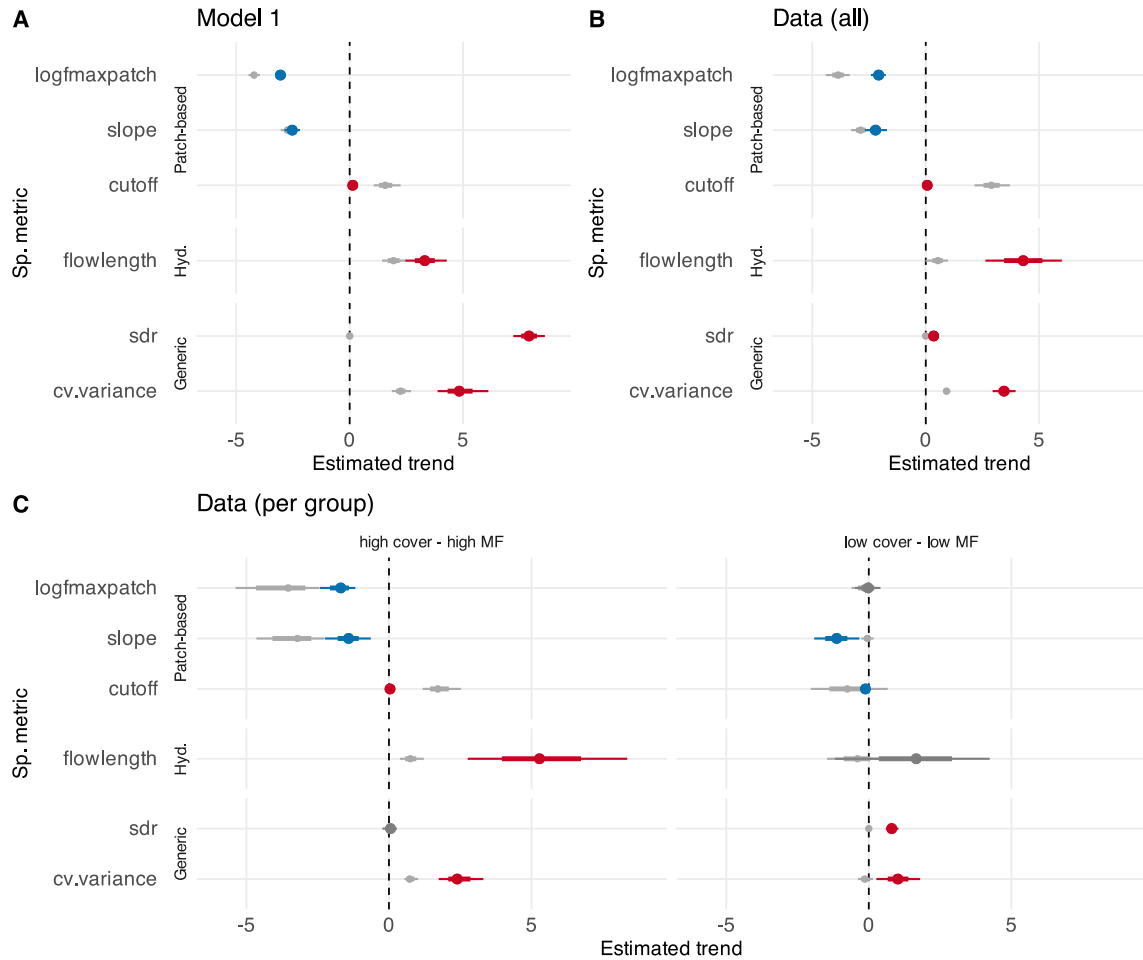 A
Model 1
logfmaxpatch
slope
cutoff
flowlength
sdr
cv.variance
Sp. metric
Patch-based
Hyd.
Generic
-5
0
5
Estimated trend
B
Data (all)
logfmaxpatch
slope
cutoff
flowlength
sdr
cv.variance
Sp. metric
Patch-based
Hyd.
Generic
-5
0
5
Estimated trend
C
Data (per group)
high cover - high MF
low cover - low MF
logfmaxpatch
slope
cutoff
flowlength
sdr
cv.variance
Sp. metric
Patch-based
Hyd.
Generic
-5
0
5
-5
0
5
Estimated trend